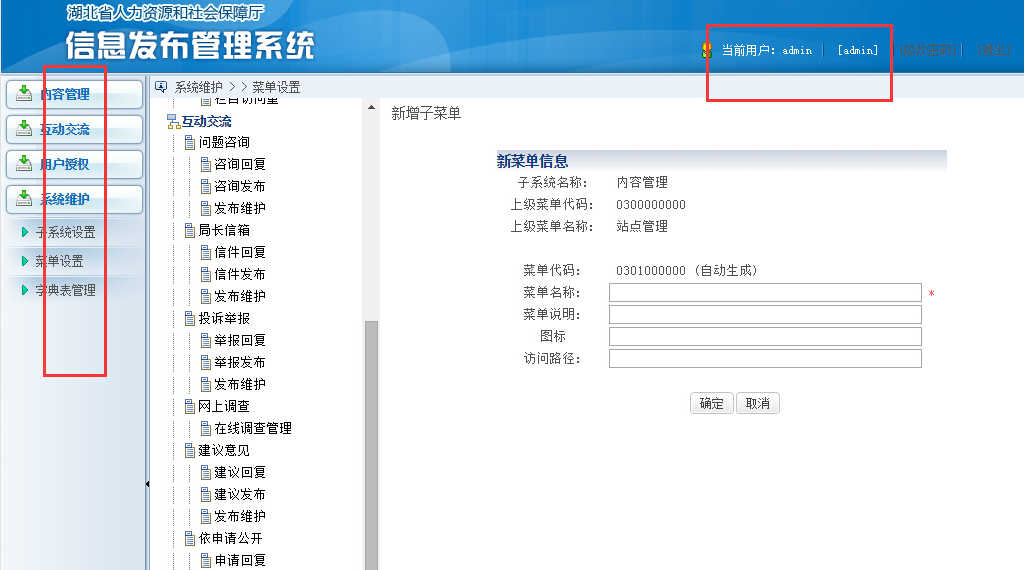 湖北省人力资源和社会保障厅
信息发布管理系统
当前用户: admin
[admin]
内容管理
互动交流
用户授权
系统维护
子系统设置
菜单设置
字典表管理
系统维护 >> 菜单设置
栏目访问量
互动交流
问题咨询
咨询回复
咨询发布
发布维护
局长信箱
信件回复
信件发布
发布维护
投诉举报
举报回复
举报发布
发布维护
网上调查
在线调查管理
建议意见
建议回复
建议发布
发布维护
依申请公开
申请回复
新增子菜单
新菜单信息
子系统名称: 内容管理
上级菜单代码: 0300000000
上级菜单名称: 站点管理
菜单代码: 0301000000 (自动生成)
菜单名称: *
菜单说明:
图标
访问路径:
确定 取消